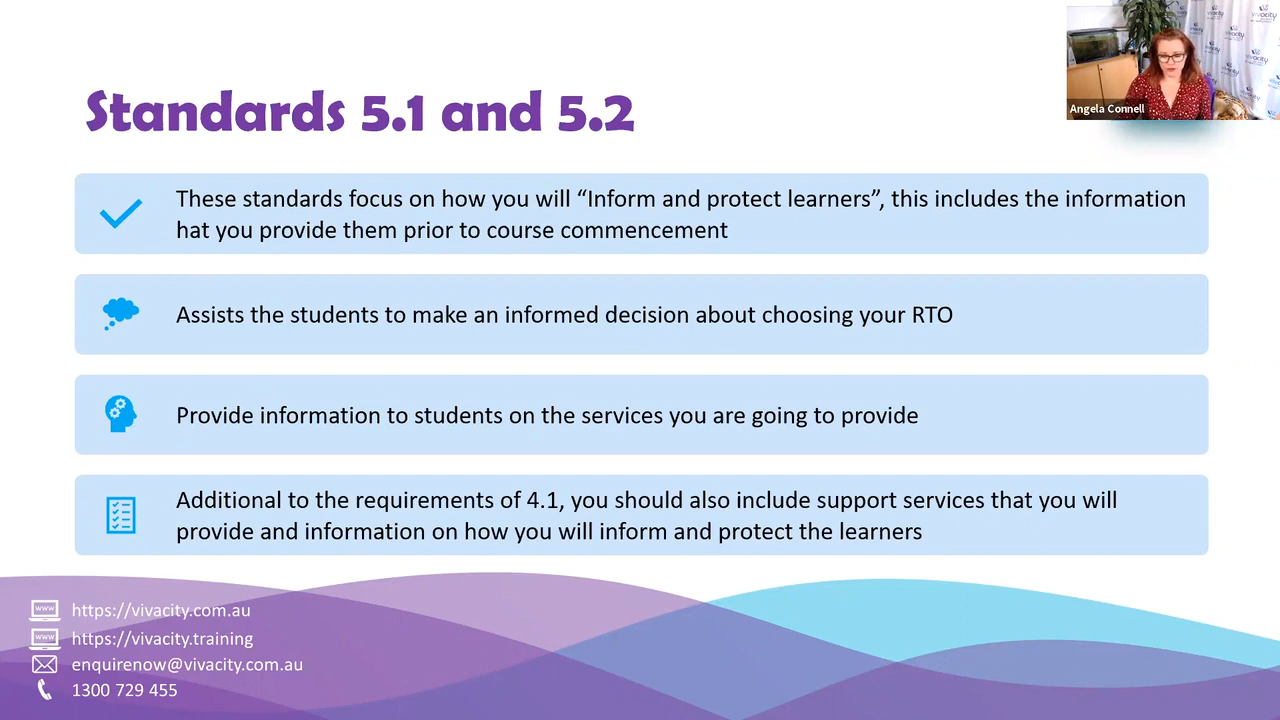 Standards 5.1 and 5.2
Angela Connell
These standards focus on how you will “Inform and protect learners”, this includes the information
hat you provide them prior to course commencement
Assists the students to make an informed decision about choosing your RTO
Provide information to students on the services you are going to provide
Additional to the requirements of 4.1, you should also include support services that you will
provide and information on how you will inform and protect the learners
https://vivacity.com.au
https://vivacity.training
enquirenow@vivacity.com.au
1300 729 455